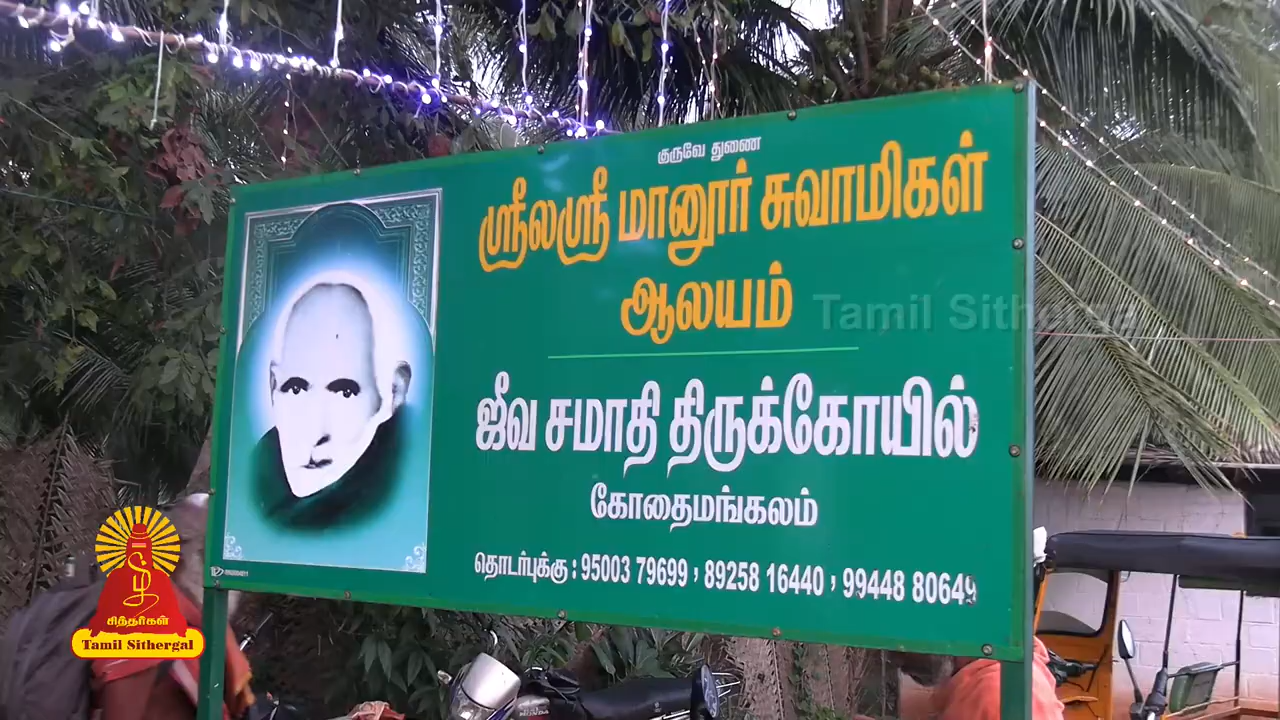 குருவே துணை
ஸ்ரீலஸ்ரீ மானூர் சுவாமிகள்
ஆலயம்
Tamil Sithergal
ஜீவ சமாதி திருக்கோயில்
கோதைமங்கலம்
தொடர்புக்கு : 95003 79699 , 89258 16440 , 99448 80649
சித்தர்கள்
Tamil Sithergal
HONDA